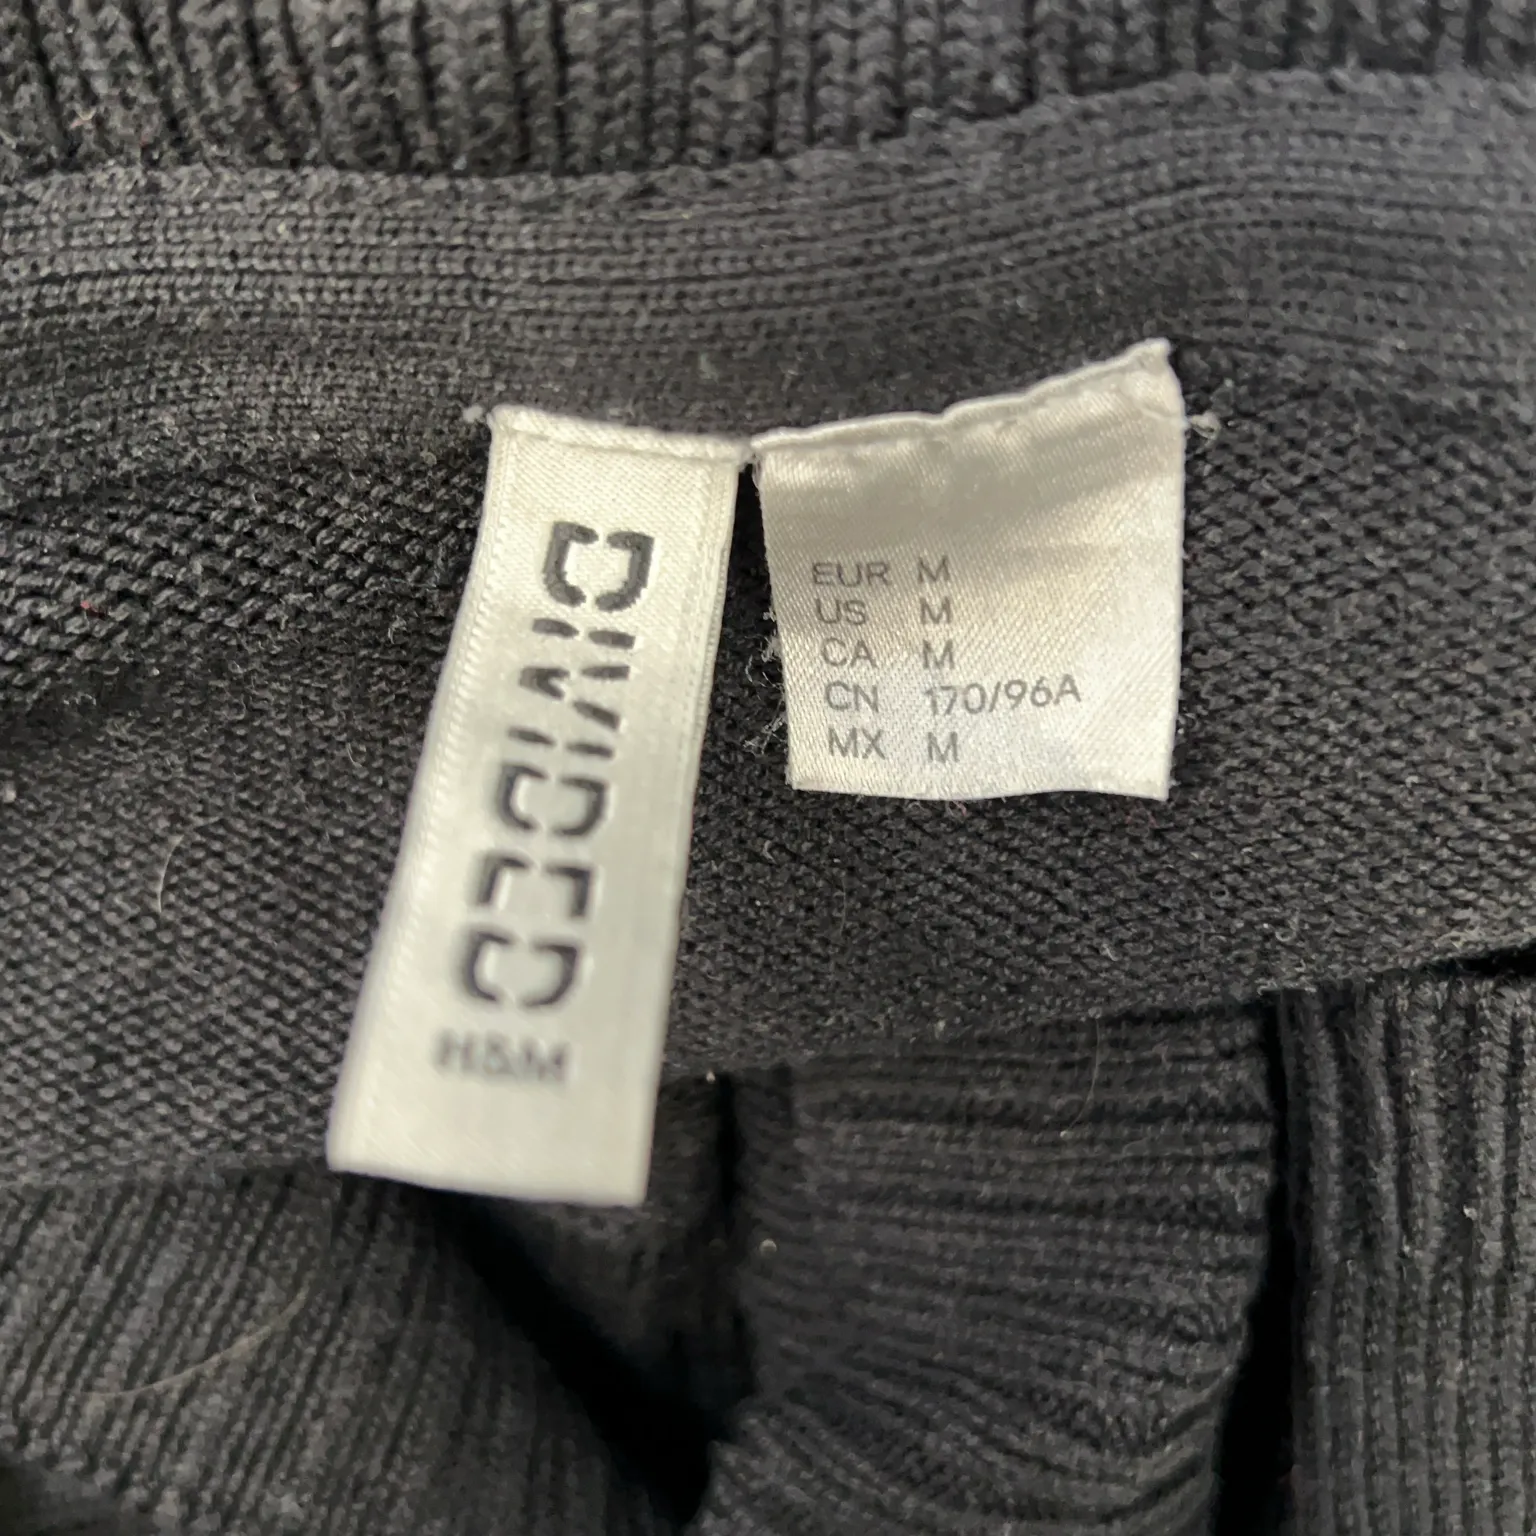 DIVIDED
H&M
EUR M
US M
CA M
CN 170/96A
MX M